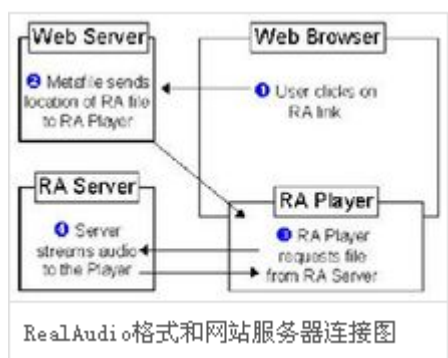 Web Server
Web Browser
❷ Metafile sends
location of RA file
to RA Player
❶ User clicks on
RA link
RA Server
RA Player
❹ Server
streams audio
to the Player
❸ RA Player
requests file
from RA Server
RealAudio格式和网站服务器连接图